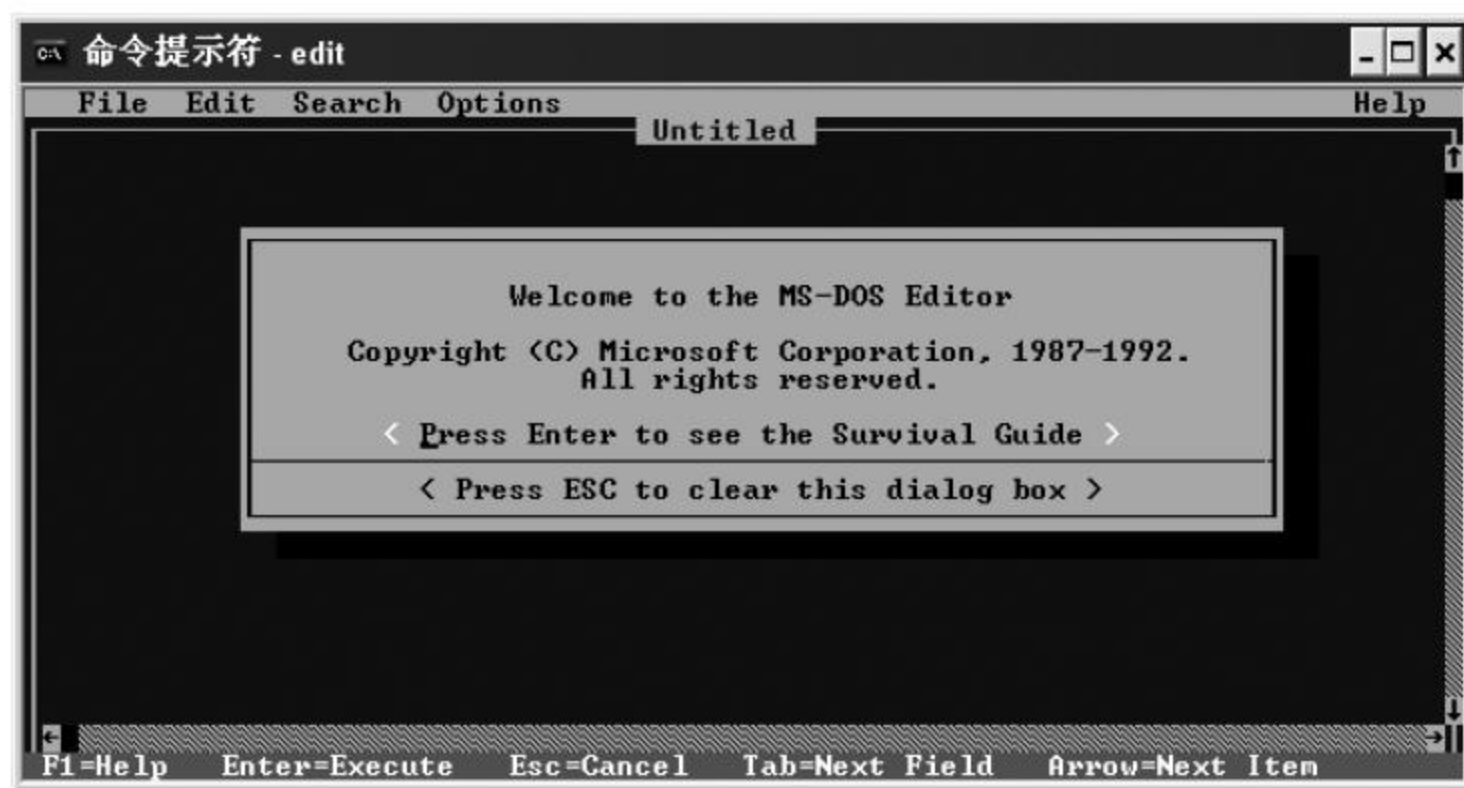 C:\ 命令提示符 - edit
File Edit Search Options Help
Untitled
Welcome to the MS-DOS Editor
Copyright (C) Microsoft Corporation, 1987-1992.
All rights reserved.
< Press Enter to see the Survival Guide >
< Press ESC to clear this dialog box >
F1=Help Enter=Execute Esc=Cancel Tab=Next Field Arrow=Next Item